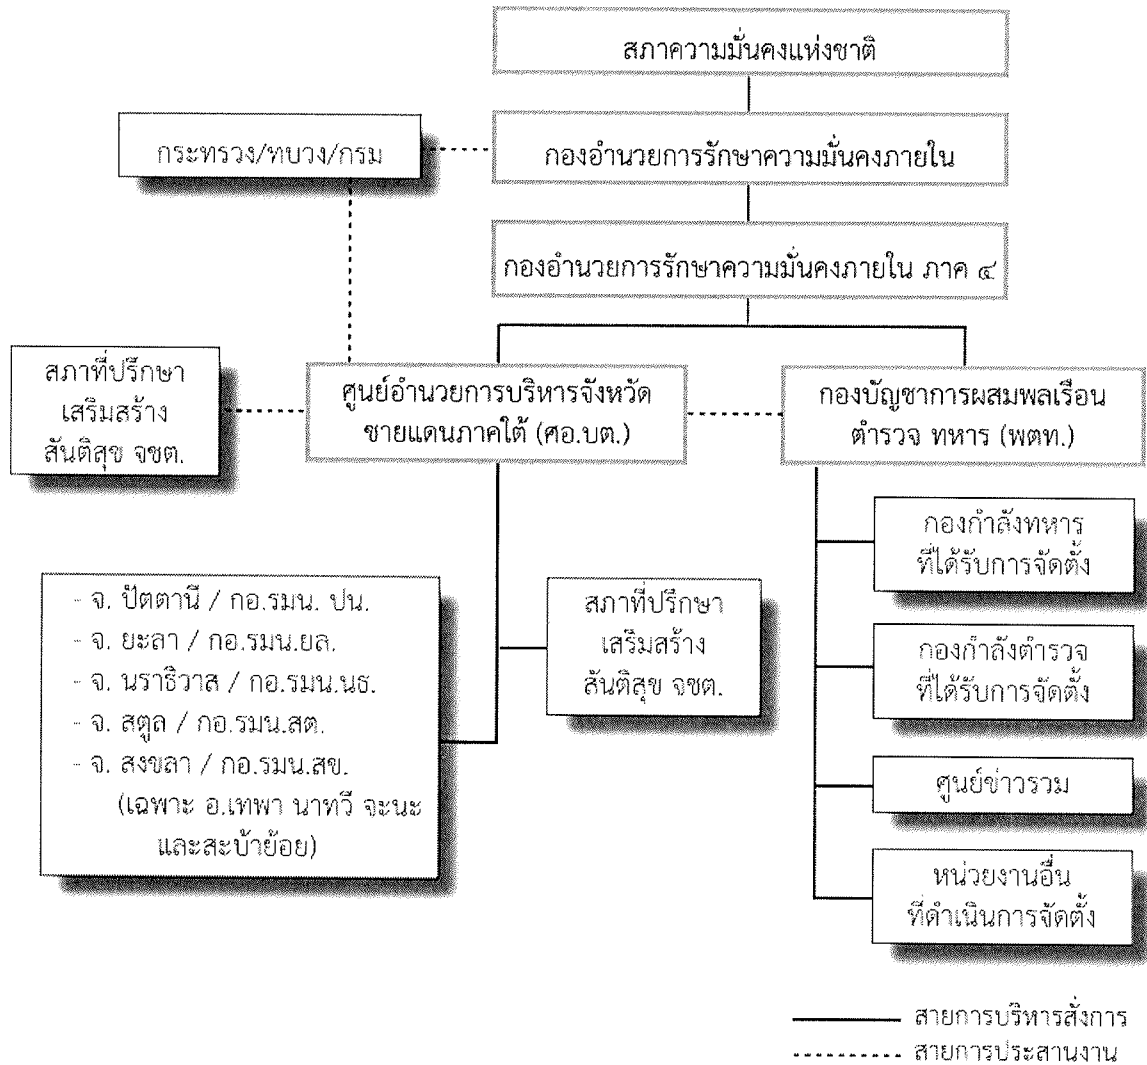 สภาความมั่นคงแห่งชาติ
กระทรวง/ทบวง/กรม
กองอำนวยการรักษาความมั่นคงภายใน
กองอำนวยการรักษาความมั่นคงภายใน ภาค ๔
สภาที่ปรึกษา
เสริมสร้าง
สันติสุข จชต.
ศูนย์อำนวยการบริหารจังหวัด
ชายแดนภาคใต้ (ศอ.บต.)
กองบัญชาการผสมพลเรือน
ตำรวจ ทหาร (พตท.)
- จ. ปัตตานี / กอ.รมน. ปน.
- จ. ยะลา / กอ.รมน.ยล.
- จ. นราธิวาส / กอ.รมน.นธ.
- จ. สตูล / กอ.รมน.สต.
- จ. สงขลา / กอ.รมน.สข.
(เฉพาะ อ.เทพา นาทวี จะนะ
และสะบ้าย้อย)
สภาที่ปรึกษา
เสริมสร้าง
สันติสุข จชต.
กองกำลังทหาร
ที่ได้รับการจัดตั้ง
กองกำลังตำรวจ
ที่ได้รับการจัดตั้ง
ศูนย์ข่าวรวม
หน่วยงานอื่น
ที่ดำเนินการจัดตั้ง
สายการบริหารสั่งการ
สายการประสานงาน